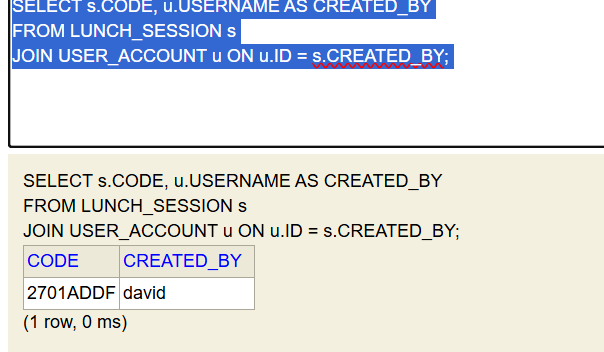 SELECT s.CODE, u.USERNAME AS CREATED_BY
FROM LUNCH_SESSION s
JOIN USER_ACCOUNT u ON u.ID = s.CREATED_BY;
SELECT s.CODE, u.USERNAME AS CREATED_BY
FROM LUNCH_SESSION s
JOIN USER_ACCOUNT u ON u.ID = s.CREATED_BY;
CODE CREATED_BY
2701ADDF david
(1 row, 0 ms)